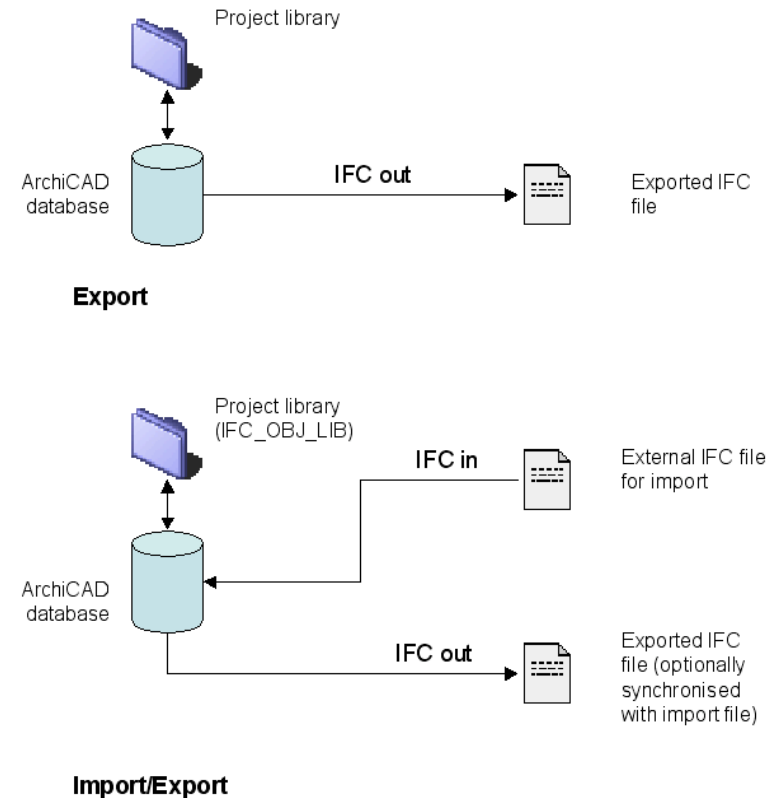 Project library
ArchiCAD
database
IFC out
Exported IFC
file
Export
Project library
(IFC_OBJ_LIB)
IFC in
External IFC file
for import
ArchiCAD
database
IFC out
Exported IFC
file (optionally
synchronised
with import file)
Import/Export